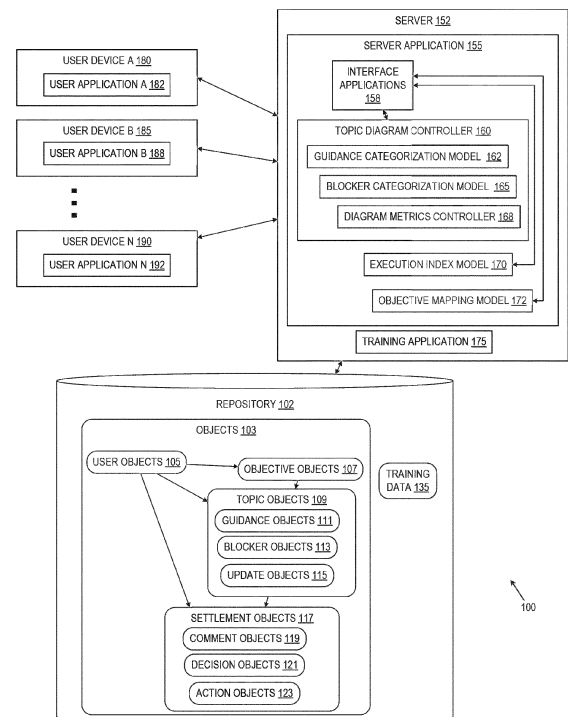 USER DEVICE A 180
USER APPLICATION A 182
USER DEVICE B 185
USER APPLICATION B 188
USER DEVICE N 190
USER APPLICATION N 192
SERVER 152
SERVER APPLICATION 155
INTERFACE
APPLICATIONS
158
TOPIC DIAGRAM CONTROLLER 160
GUIDANCE CATEGORIZATION MODEL 162
BLOCKER CATEGORIZATION MODEL 165
DIAGRAM METRICS CONTROLLER 168
EXECUTION INDEX MODEL 170
OBJECTIVE MAPPING MODEL 172
TRAINING APPLICATION 175
REPOSITORY 102
OBJECTS 103
USER OBJECTS 105
OBJECTIVE OBJECTS 107
TOPIC OBJECTS 109
GUIDANCE OBJECTS 111
BLOCKER OBJECTS 113
UPDATE OBJECTS 115
SETTLEMENT OBJECTS 117
COMMENT OBJECTS 119
DECISION OBJECTS 121
ACTION OBJECTS 123
TRAINING
DATA 135
100